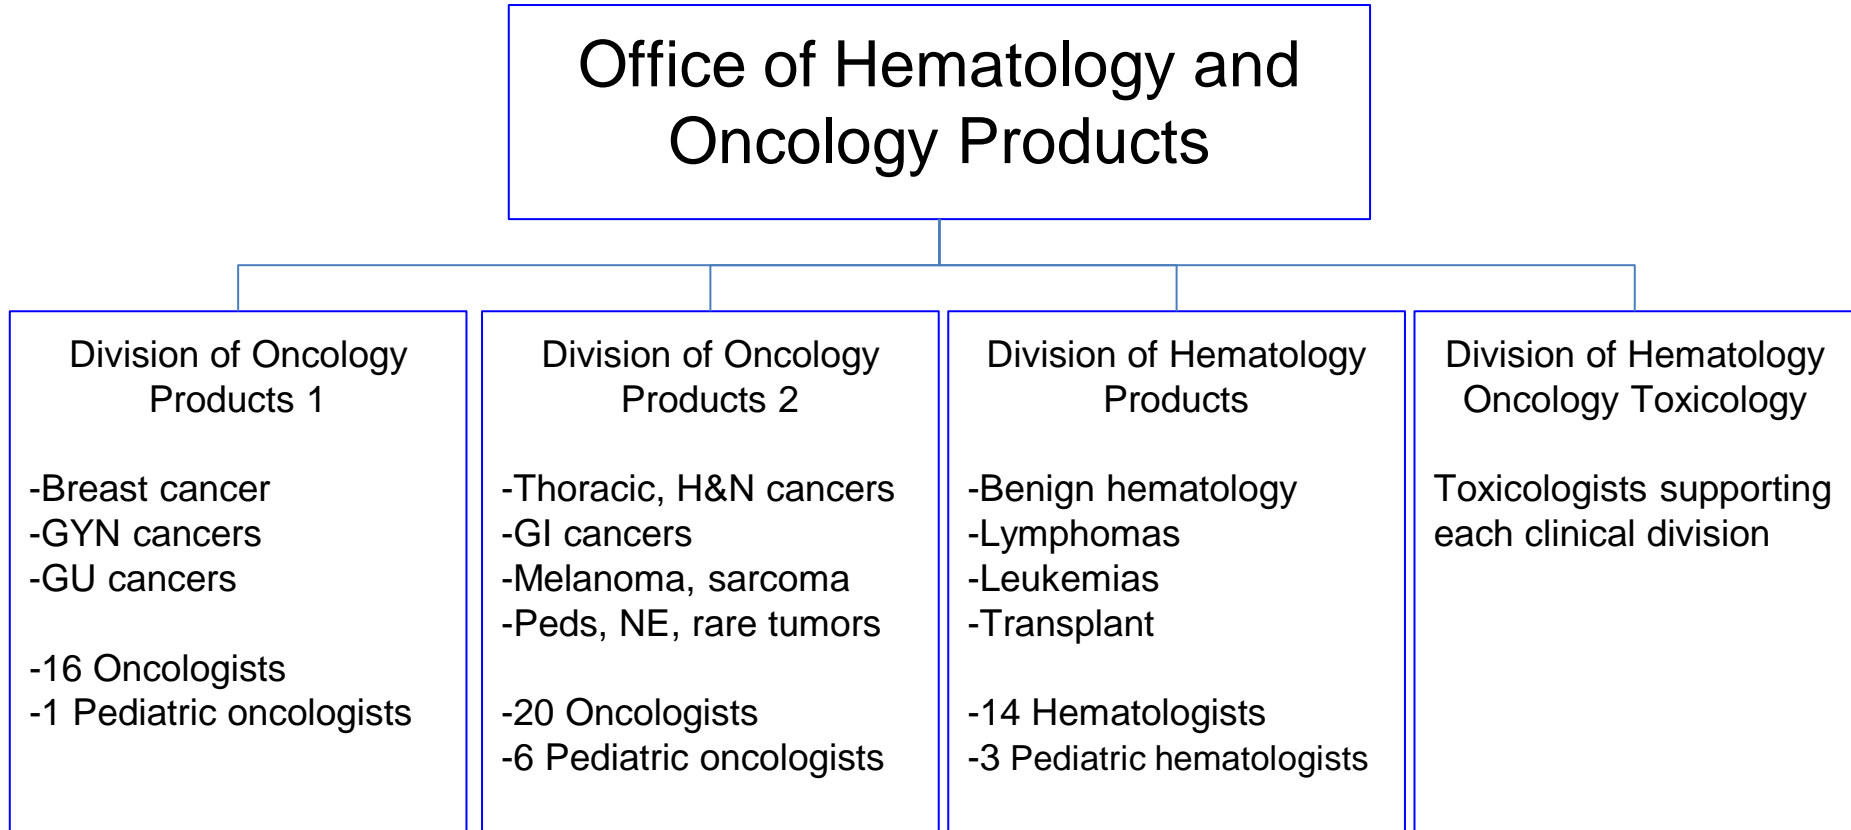 Office of Hematology and
Oncology Products
Division of Oncology
Products 1
-Breast cancer
-GYN cancers
-GU cancers
-16 Oncologists
-1 Pediatric oncologists
Division of Oncology
Products 2
-Thoracic, H&N cancers
-GI cancers
-Melanoma, sarcoma
-Peds, NE, rare tumors
-20 Oncologists
-6 Pediatric oncologists
Division of Hematology
Products
-Benign hematology
-Lymphomas
-Leukemias
-Transplant
-14 Hematologists
-3 Pediatric hematologists
Division of Hematology
Oncology Toxicology
Toxicologists supporting
each clinical division